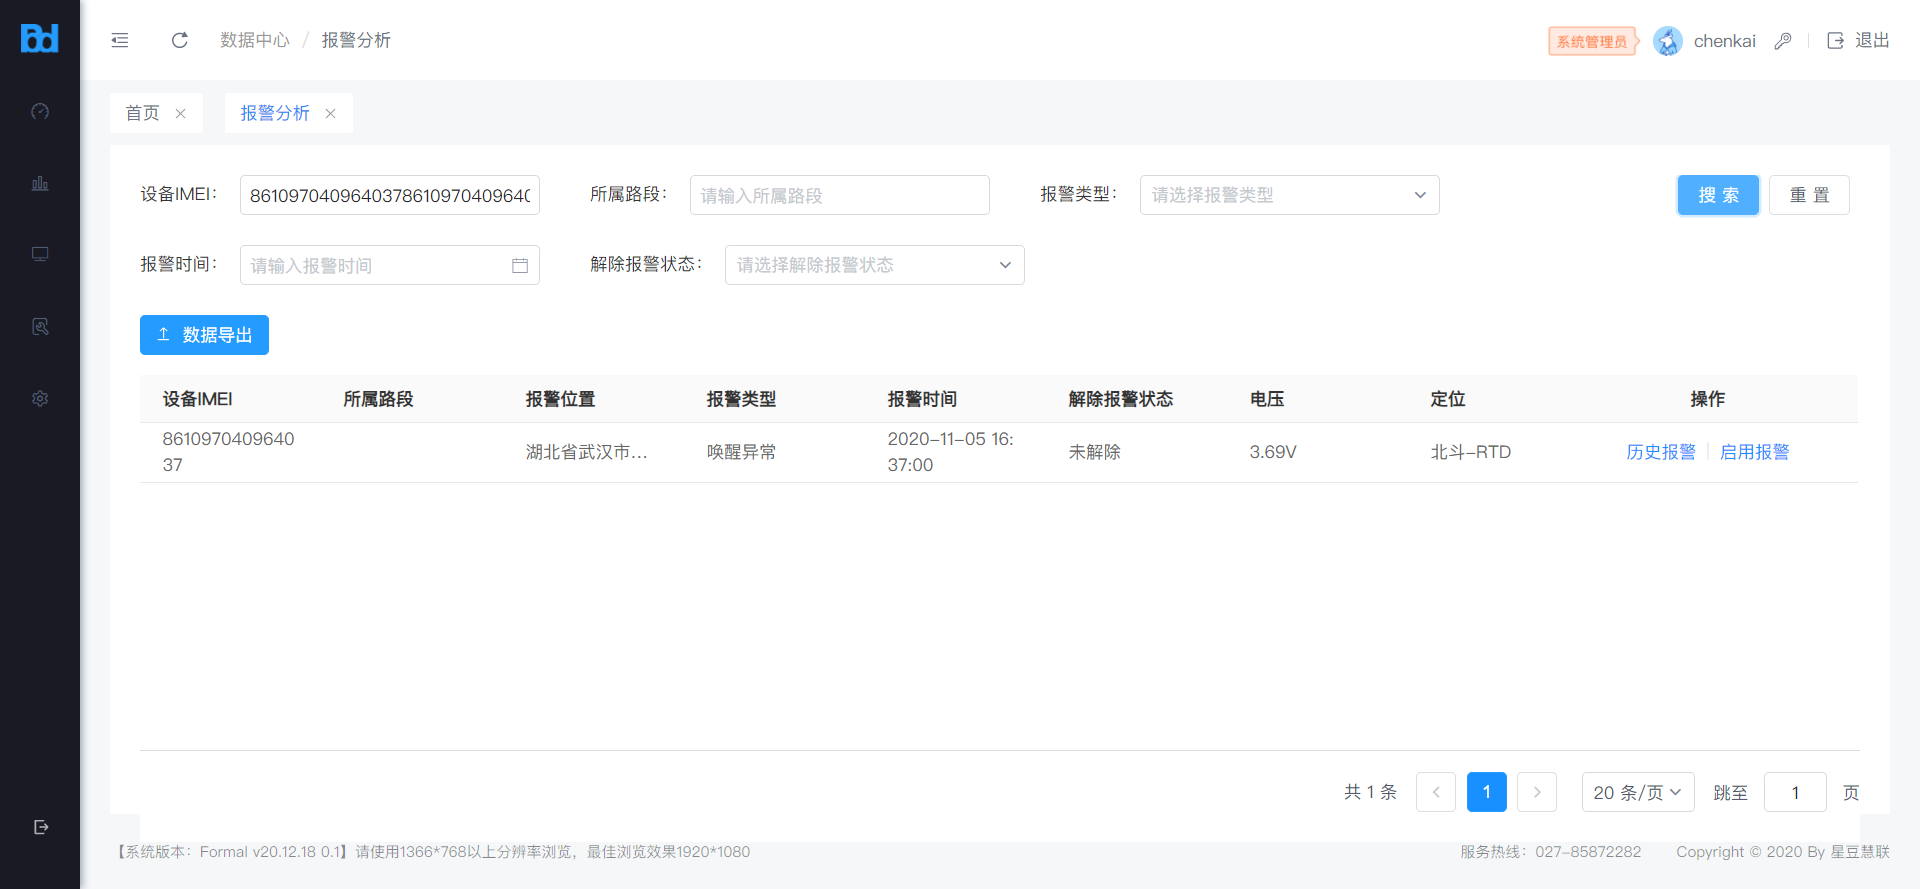 数据中心 / 报警分析
系统管理员 chenkai 退出
首页 报警分析
设备IMEI： 8610970409640378610970409640 所属路段： 请输入所属路段 报警类型： 请选择报警类型 搜 索 重 置
报警时间： 请输入报警时间 解除报警状态： 请选择解除报警状态
数据导出
设备IMEI 所属路段 报警位置 报警类型 报警时间 解除报警状态 电压 定位 操作
8610970409640
37
湖北省武汉市... 唤醒异常
2020-11-05 16:
37:00
未解除 3.69V 北斗-RTD 历史报警 启用报警
共 1 条 1 20 条/页 跳至 1 页
【系统版本：Formal v20.12.18 0.1】请使用1366*768以上分辨率浏览，最佳浏览效果1920*1080
服务热线：027-85872282 Copyright © 2020 By 星豆慧联